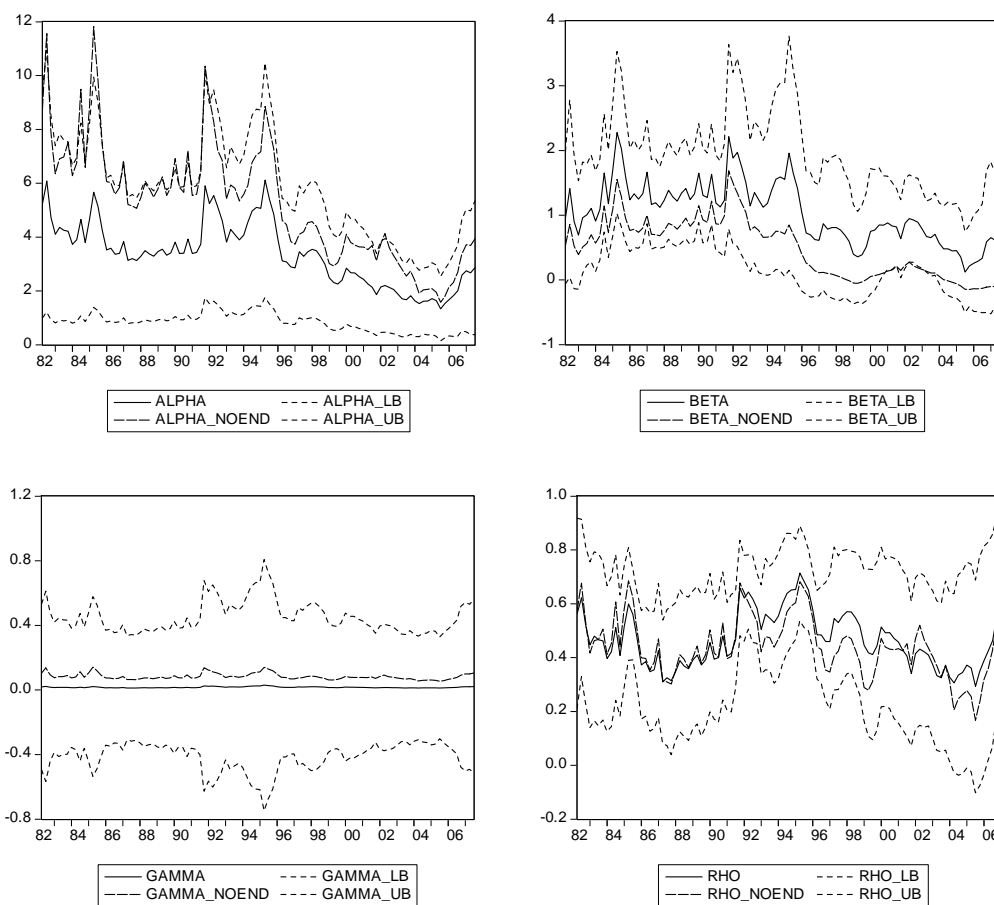 12
10
8
6
4
2
0
82 84 86 88 90 92 94 96 98 00 02 04 06
ALPHA ALPHA_LB
ALPHA_NOEND ALPHA_UB
4
3
2
1
0
-1
82 84 86 88 90 92 94 96 98 00 02 04 06
BETA BETA_LB
BETA_NOEND BETA_UB
1.2
0.8
0.4
0.0
-0.4
-0.8
82 84 86 88 90 92 94 96 98 00 02 04 06
GAMMA GAMMA_LB
GAMMA_NOEND GAMMA_UB
1.0
0.8
0.6
0.4
0.2
0.0
-0.2
82 84 86 88 90 92 94 96 98 00 02 04 06
RHO RHO_LB
RHO_NOEND RHO_UB